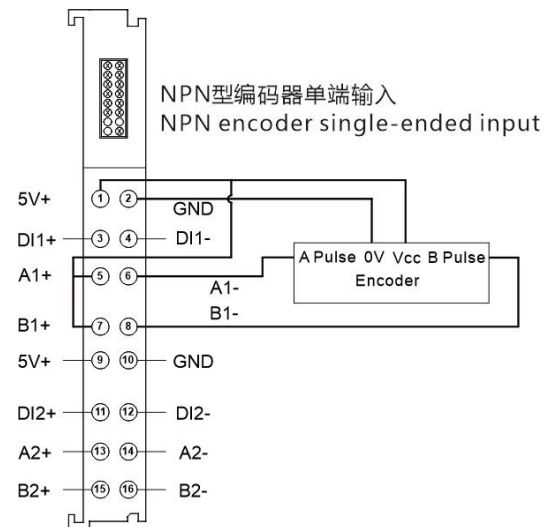 NPN型编码器单端输入
NPN encoder single-ended input
5V+ 1 2 GND
DI1+ 3 4 DI1-
A1+ 5 6 A1-
B1+ 7 8 B1-
5V+ 9 10 GND
DI2+ 11 12 DI2-
A2+ 13 14 A2-
B2+ 15 16 B2-
A Pulse 0V Vcc B Pulse
Encoder